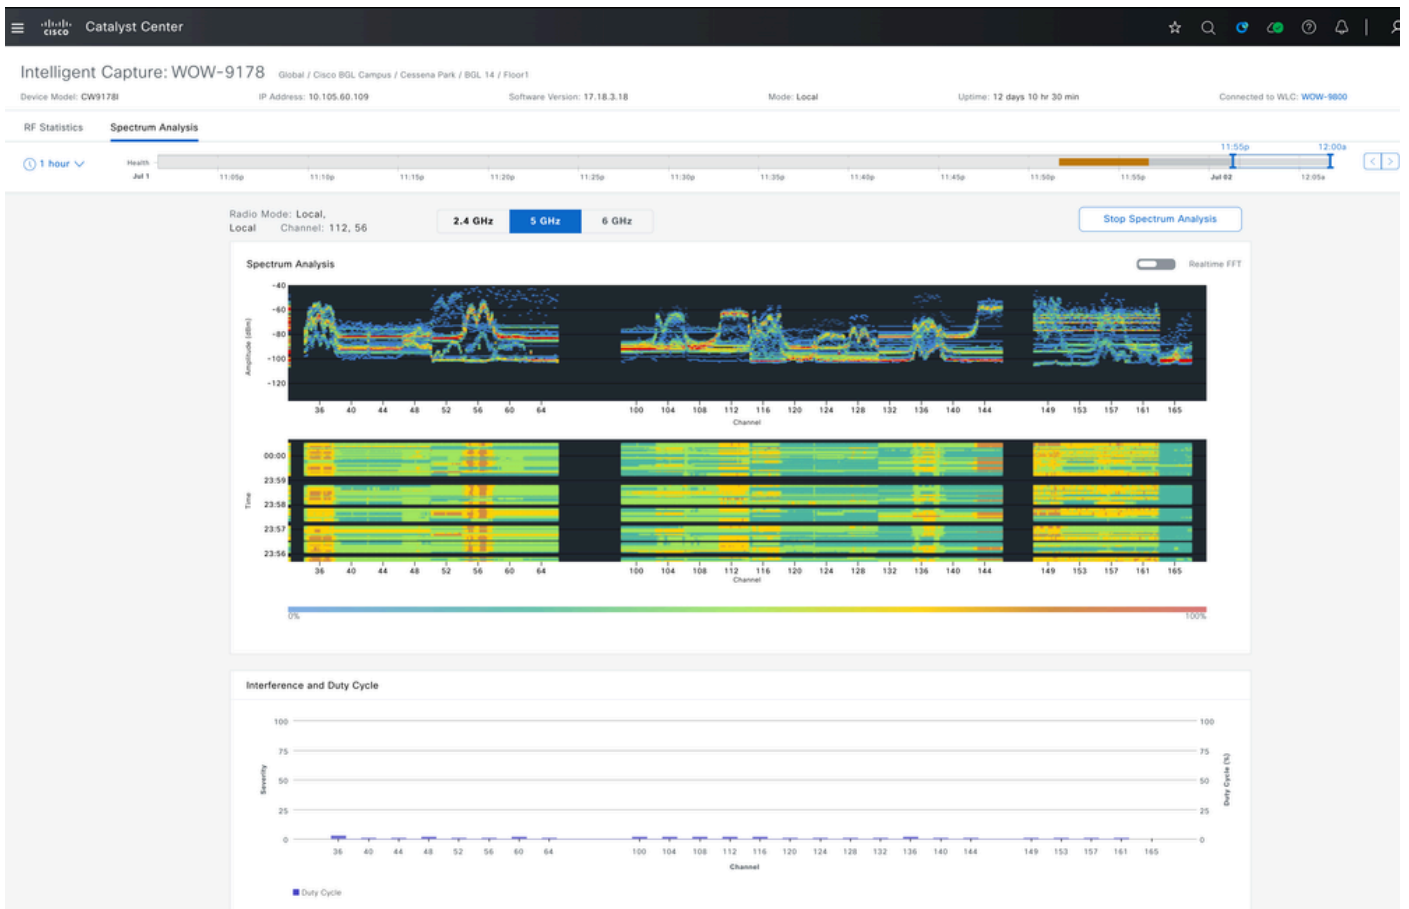 CISCO Catalyst Center
Intelligent Capture: WOW-9178 Global / Cisco BGL Campus / Cessena Park / BGL 14 / Floor1
Device Model: CW9178I IP Address: 10.105.60.109 Software Version: 17.18.3.18 Mode: Local Uptime: 12 days 10 hr 30 min Connected to WLC: WOW-9800
RF Statistics Spectrum Analysis
11:55p 12:00a
1 hour Health
Jul 1 11:05p 11:10p 11:15p 11:20p 11:25p 11:30p 11:35p 11:40p 11:45p 11:50p 11:55p Jul 02 12:05a
Radio Mode: Local,
Local Channel: 112, 56
2.4 GHz 5 GHz 6 GHz
Stop Spectrum Analysis
Spectrum Analysis Realtime FFT
Amplitude (dBm)
-40
-60
-80
-100
-120
36 40 44 48 52 56 60 64 100 104 108 112 116 120 124 128 132 136 140 144 149 153 157 161 165
Channel
Time
00:00
23:59
23:58
23:57
23:56
36 40 44 48 52 56 60 64 100 104 108 112 116 120 124 128 132 136 140 144 149 153 157 161 165
Channel
0% 100%
Interference and Duty Cycle
Severity
100 100
75 75
50 50
25 25
0 0
Duty Cycle (%)
36 40 44 48 52 56 60 64 100 104 108 112 116 120 124 128 132 136 140 144 149 153 157 161 165
Channel
Duty Cycle